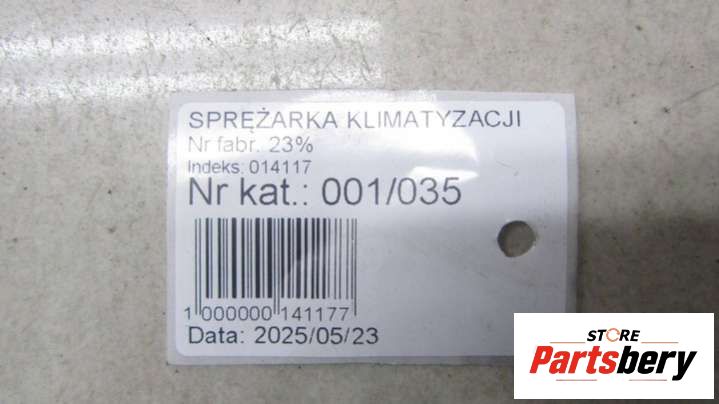 SPRĘŻARKA KLIMATYZACJI
Nr fabr. 23%
Indeks: 014117
Nr kat.: 001/035
1 000000 141177
Data: 2025/05/23
STORE
Partsbery